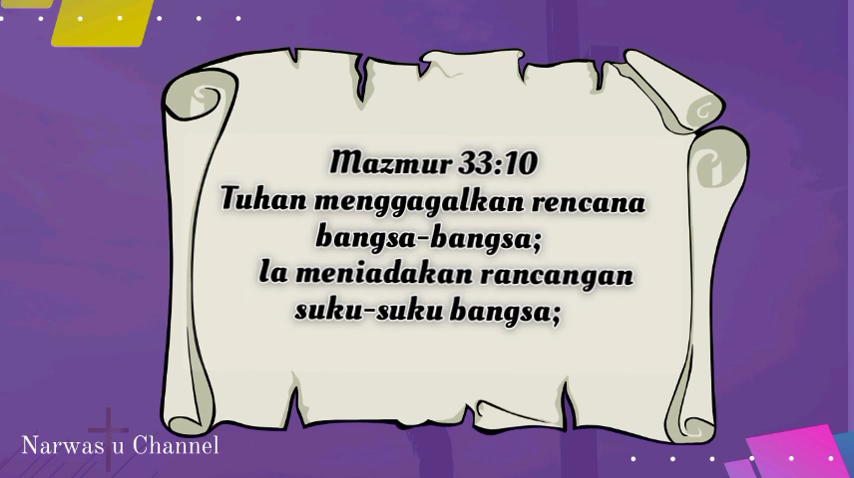 Mazmur 33:10
Tuhan menggagalkan rencana
bangsa-bangsa;
Ia meniadakan rancangan
suku-suku bangsa;
Narwas u Channel